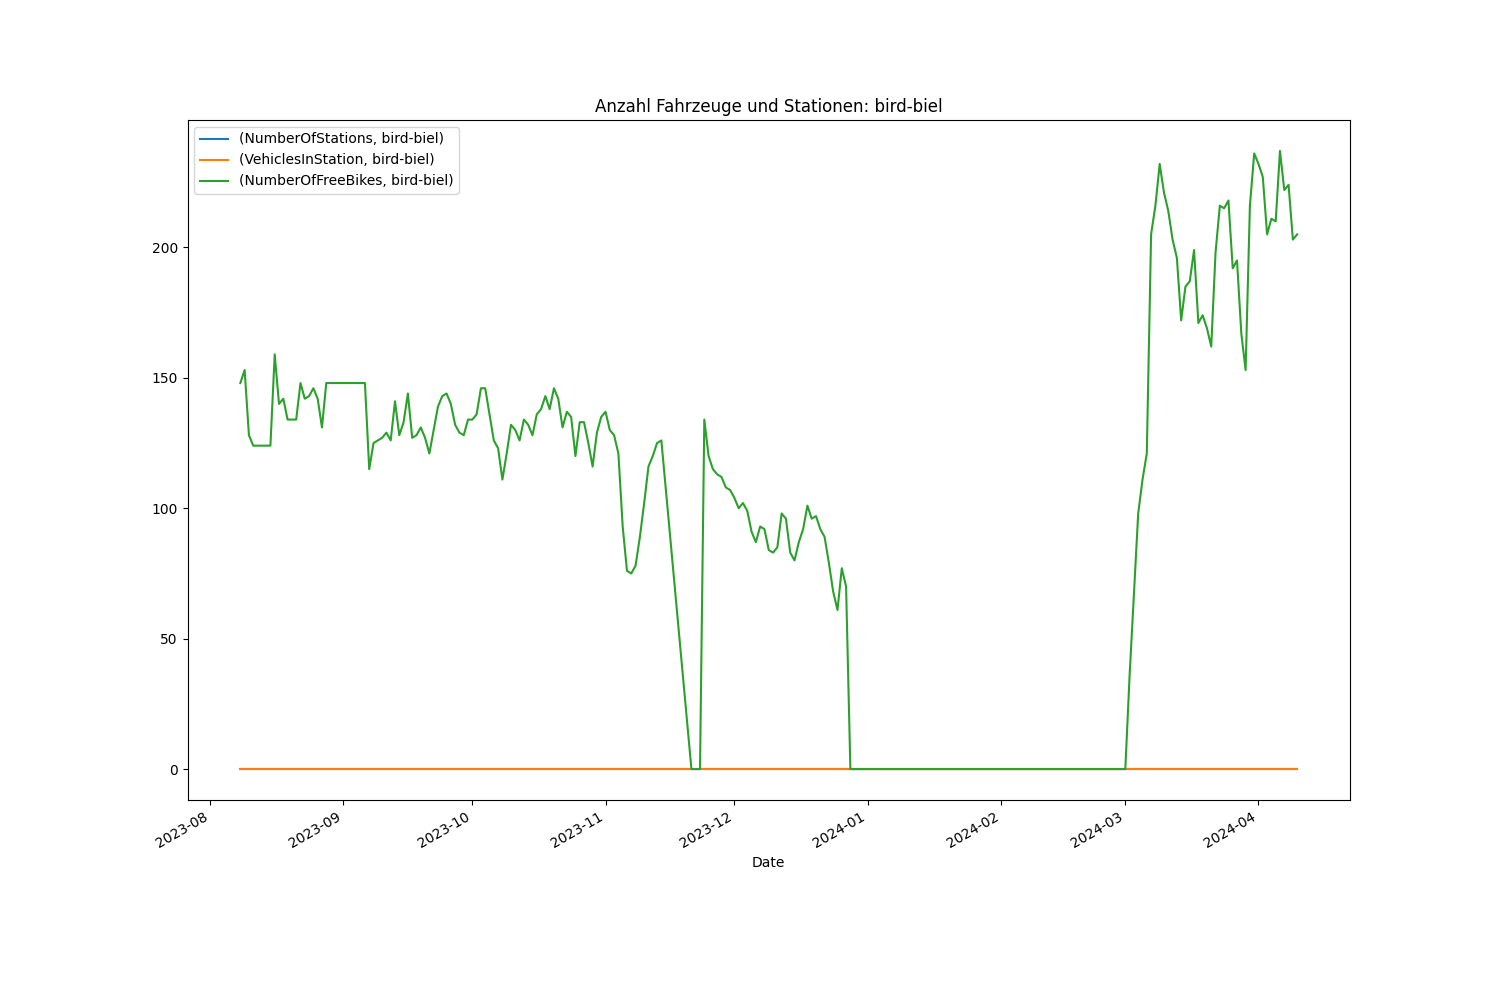 Anzahl Fahrzeuge und Stationen: bird-biel
(NumberOfStations, bird-biel)
(VehiclesInStation, bird-biel)
(NumberOfFreeBikes, bird-biel)
200
150
100
50
0
2023-08
2023-09
2023-10
2023-11
2023-12
2024-01
2024-02
2024-03
2024-04
Date